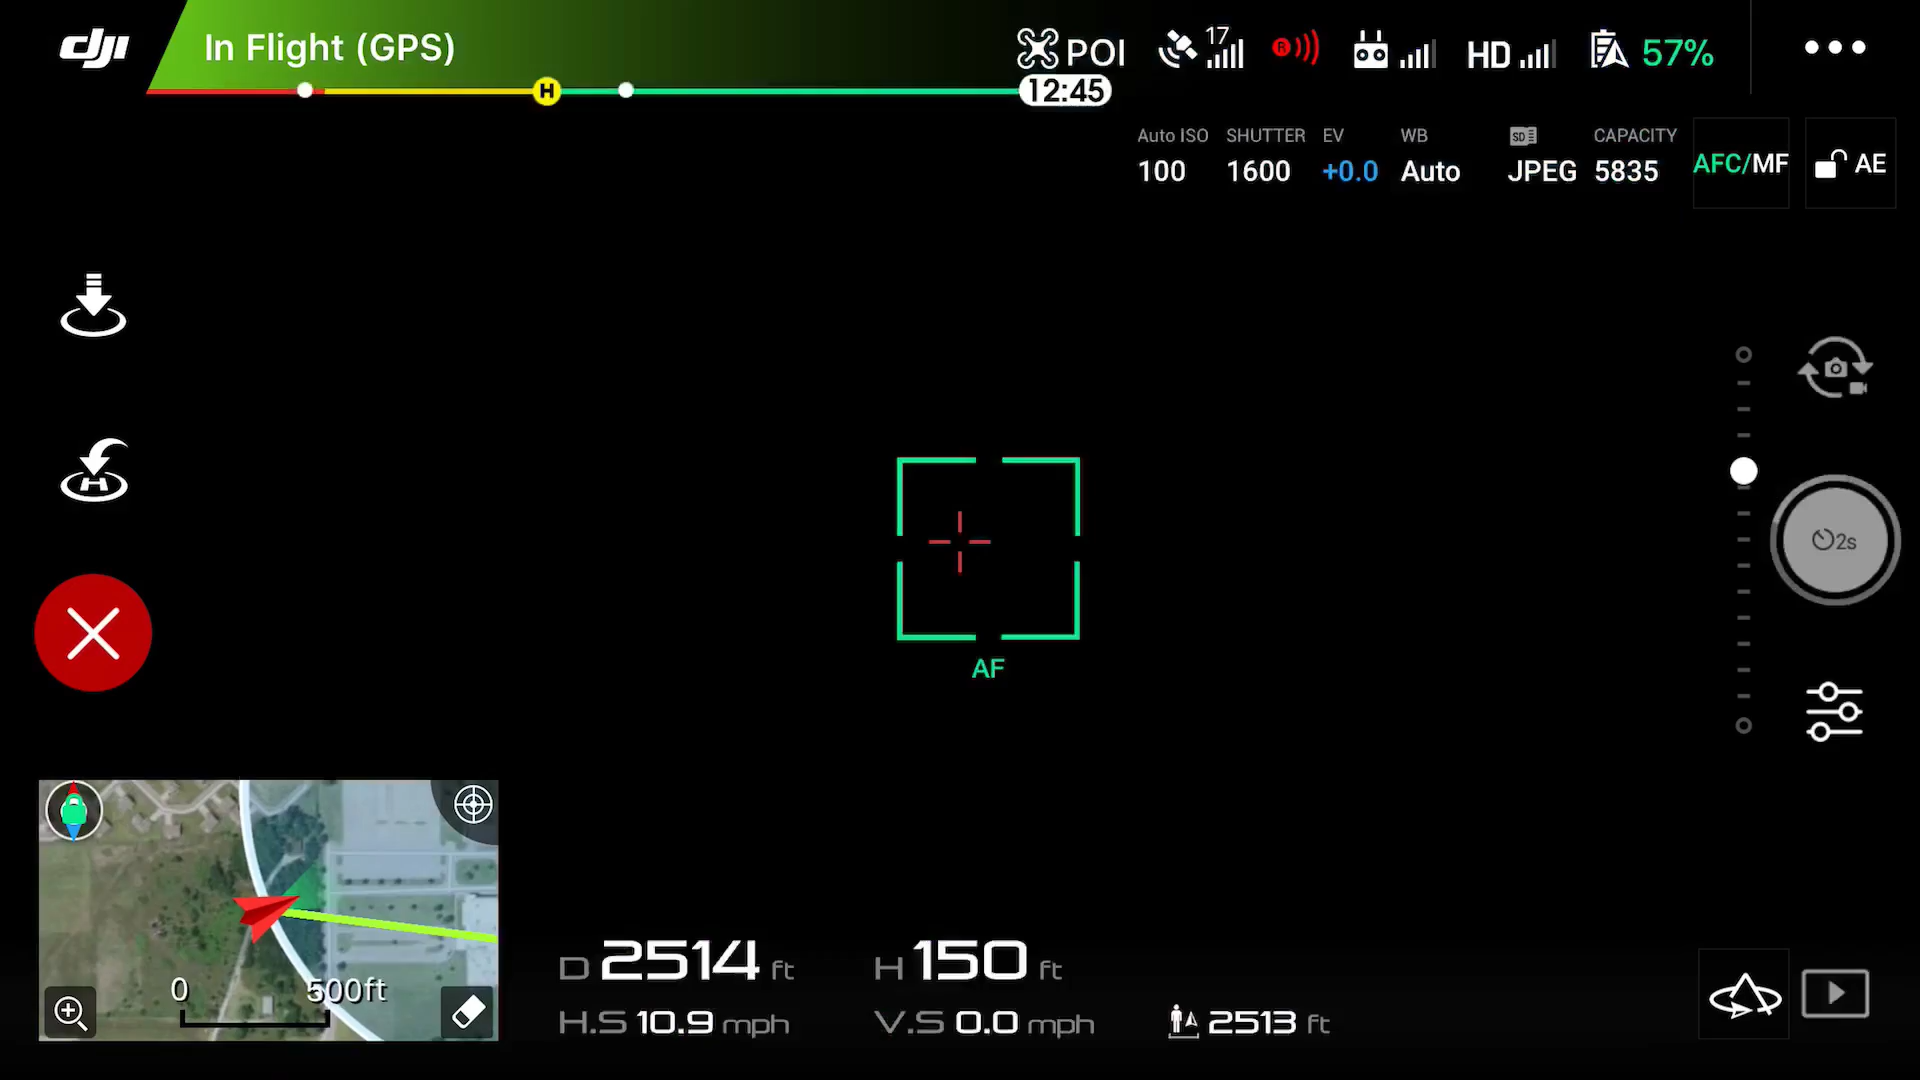 dji
In Flight (GPS)
POI
17
R
HD
57%
H
12:45
Auto ISO
100
SHUTTER
1600
EV
+0.0
WB
Auto
SD
JPEG
CAPACITY
5835
AFC/MF
AE
H
2s
AF
0
500ft
D 2514 ft
H 150 ft
H.S 10.9 mph
V.S 0.0 mph
2513 ft